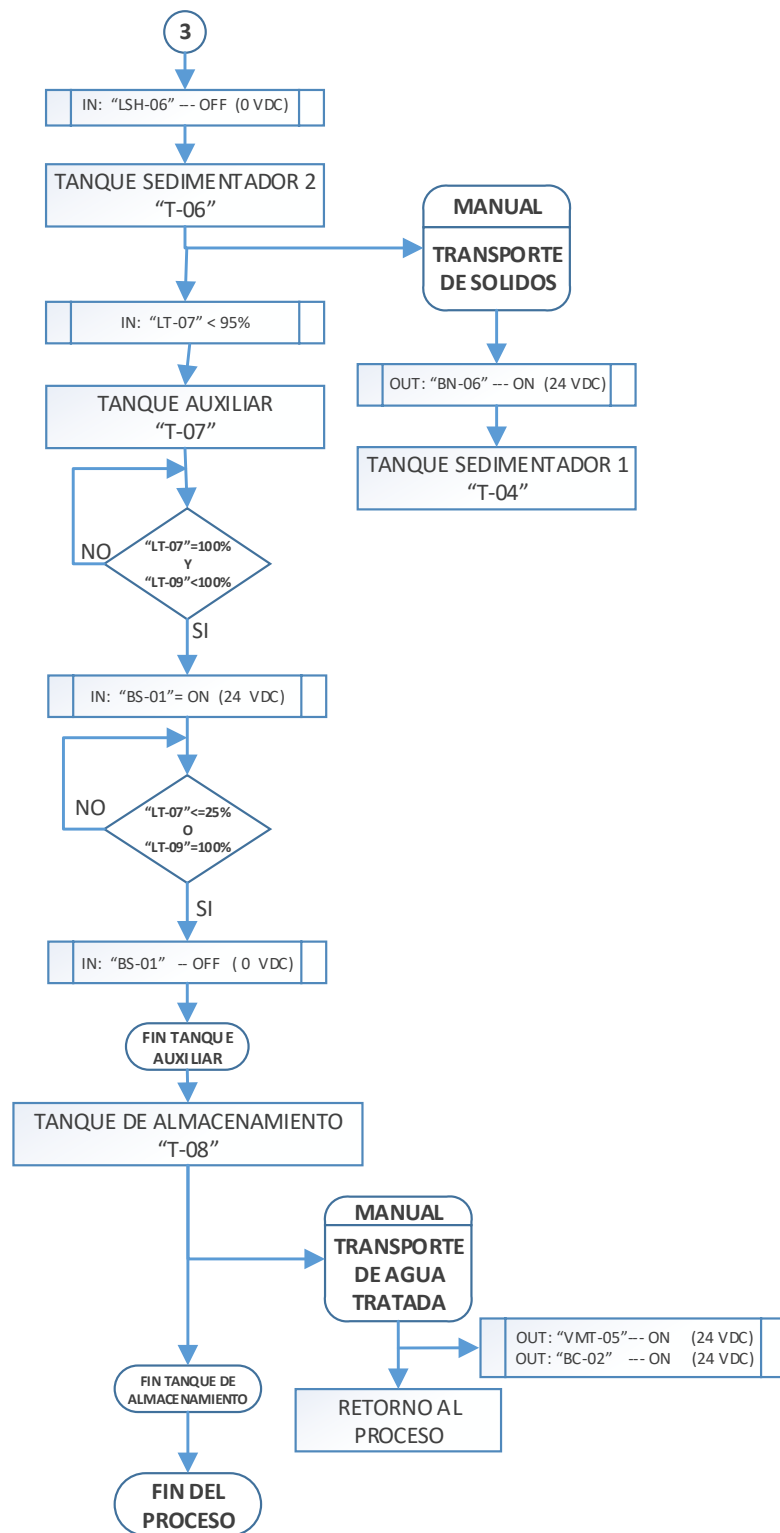 3
IN: “LSH-06” --- OFF (0 VDC)
TANQUE SEDIMENTADOR 2
“T-06”
MANUAL
TRANSPORTE
DE SOLIDOS
IN: “LT-07” < 95%
OUT: “BN-06” --- ON (24 VDC)
TANQUE AUXILIAR
“T-07”
TANQUE SEDIMENTADOR 1
“T-04”
“LT-07”=100%
Y
“LT-09”<100%
NO
SI
IN: “BS-01”= ON (24 VDC)
“LT-07”<=25%
O
“LT-09”=100%
NO
SI
IN: “BS-01” -- OFF ( 0 VDC)
FIN TANQUE
AUXILIAR
TANQUE DE ALMACENAMIENTO
“T-08”
MANUAL
TRANSPORTE
DE AGUA
TRATADA
OUT: “VMT-05”--- ON (24 VDC)
OUT: “BC-02” --- ON (24 VDC)
FIN TANQUE DE
ALMACENAMIENTO
RETORNO AL
PROCESO
FIN DEL
PROCESO